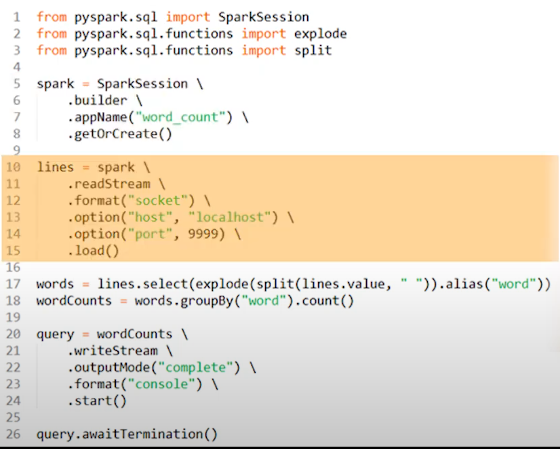 1 from pyspark.sql import SparkSession
2 from pyspark.sql.functions import explode
3 from pyspark.sql.functions import split
4
5 spark = SparkSession \
6     .builder \
7     .appName("word_count") \
8     .getOrCreate()
9
10 lines = spark \
11     .readStream \
12     .format("socket") \
13     .option("host", "localhost") \
14     .option("port", 9999) \
15     .load()
16
17 words = lines.select(explode(split(lines.value, " ")).alias("word"))
18 wordCounts = words.groupBy("word").count()
19
20 query = wordCounts \
21     .writeStream \
22     .outputMode("complete") \
23     .format("console") \
24     .start()
25
26 query.awaitTermination()